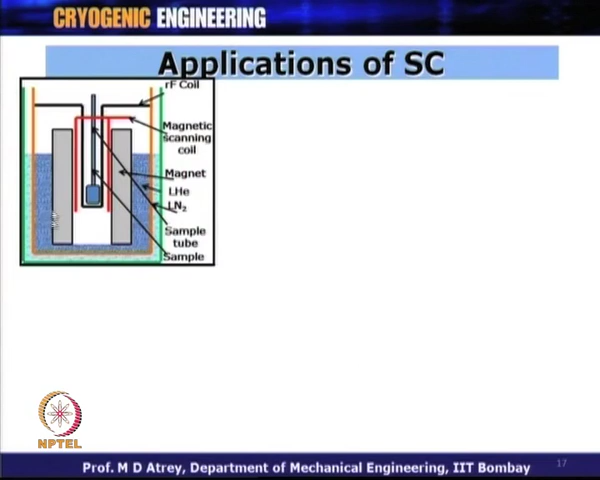 CRYOGENIC ENGINEERING
Applications of SC
rF Coil
Magnetic
scanning
coil
Magnet
LHe
LN₂
Sample
tube
Sample
NPTEL
Prof. M D Atrey, Department of Mechanical Engineering, IIT Bombay
17